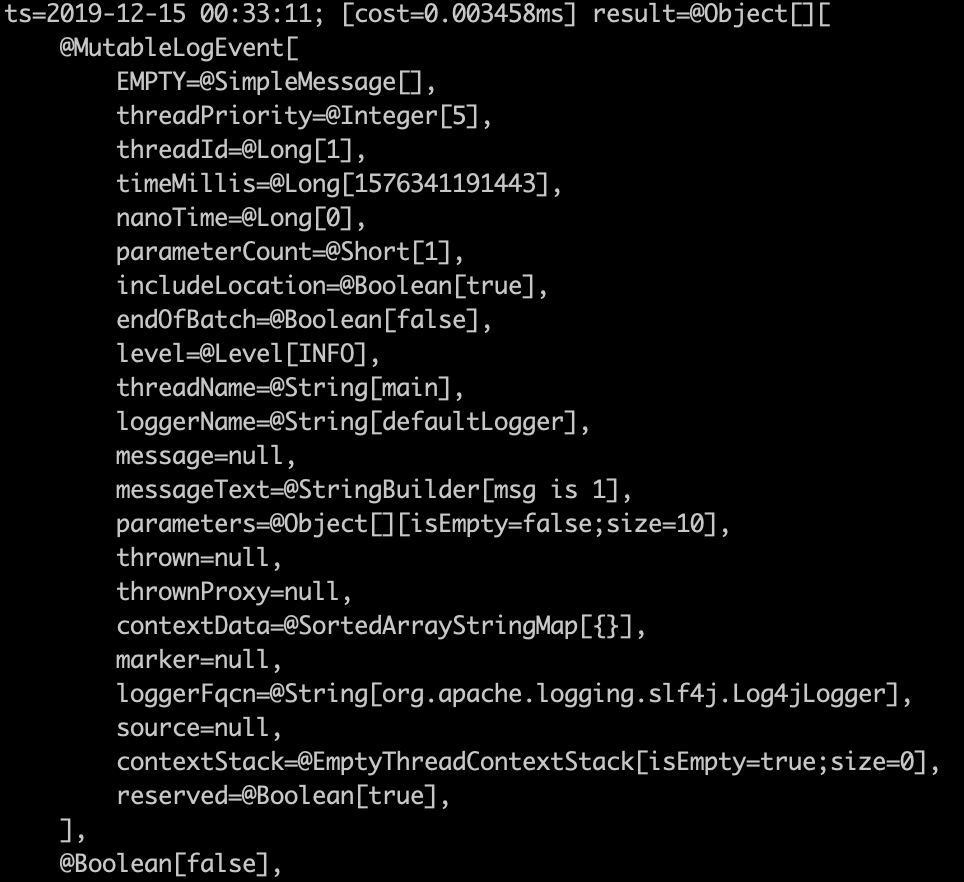 ts=2019-12-15 00:33:11; [cost=0.003458ms] result=@Object[][
    @MutableLogEvent[
        EMPTY=@SimpleMessage[],
        threadPriority=@Integer[5],
        threadId=@Long[1],
        timeMillis=@Long[1576341191443],
        nanoTime=@Long[0],
        parameterCount=@Short[1],
        includeLocation=@Boolean[true],
        endOfBatch=@Boolean[false],
        level=@Level[INFO],
        threadName=@String[main],
        loggerName=@String[defaultLogger],
        message=null,
        messageText=@StringBuilder[msg is 1],
        parameters=@Object[][isEmpty=false;size=10],
        thrown=null,
        thrownProxy=null,
        contextData=@SortedArrayStringMap[{}],
        marker=null,
        loggerFqcn=@String[org.apache.logging.slf4j.Log4jLogger],
        source=null,
        contextStack=@EmptyThreadContextStack[isEmpty=true;size=0],
        reserved=@Boolean[true],
    ],
    @Boolean[false],